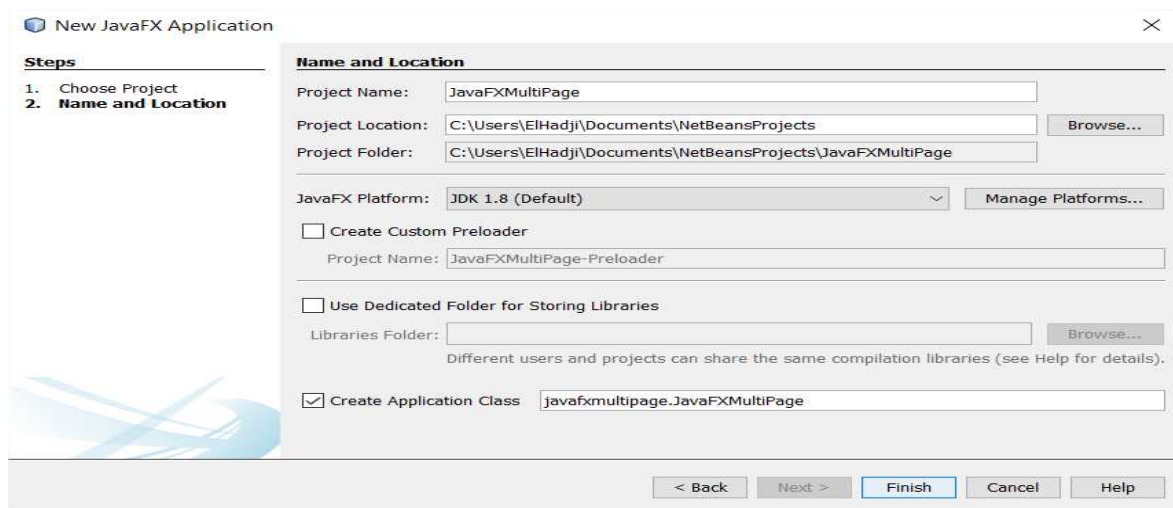 New JavaFX Application
Steps
1. Choose Project
2. Name and Location
Name and Location
Project Name: JavaFXMultiPage
Project Location: C:\Users\ElHadji\Documents\NetBeansProjects Browse...
Project Folder: C:\Users\ElHadji\Documents\NetBeansProjects\JavaFXMultiPage
JavaFX Platform: JDK 1.8 (Default) Manage Platforms...
Create Custom Preloader
Project Name: JavaFXMultiPage-Preloader
Use Dedicated Folder for Storing Libraries
Libraries Folder: Browse...
Different users and projects can share the same compilation libraries (see Help for details).
Create Application Class javafxmultipage.JavaFXMultiPage
< Back Next > Finish Cancel Help